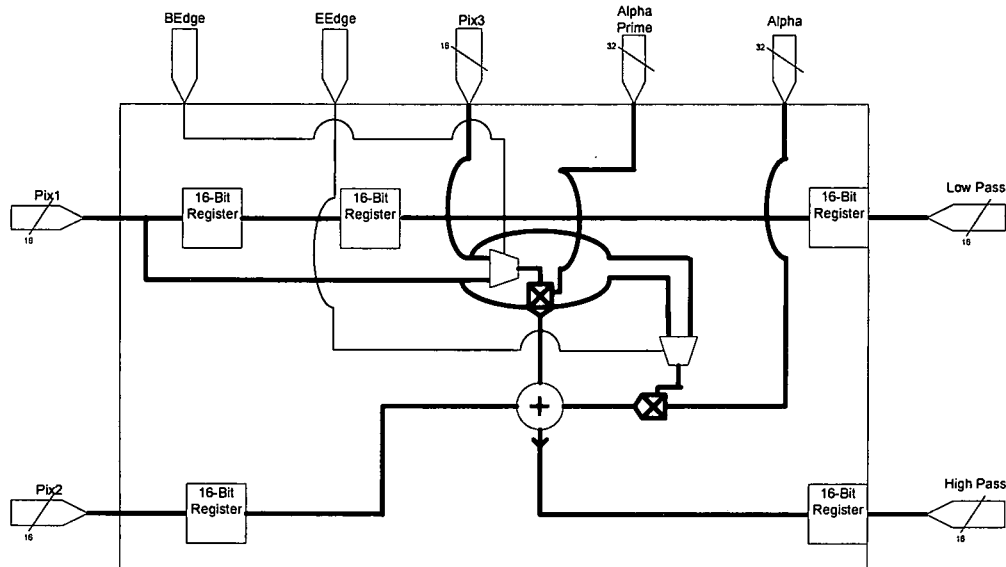 BEdge
EEdge
Pix3
Alpha
Prime
Alpha
16
32
32
Pix1
16
16-Bit
Register
16-Bit
Register
16-Bit
Register
Low Pass
16
+
Pix2
16
16-Bit
Register
16-Bit
Register
High Pass
16